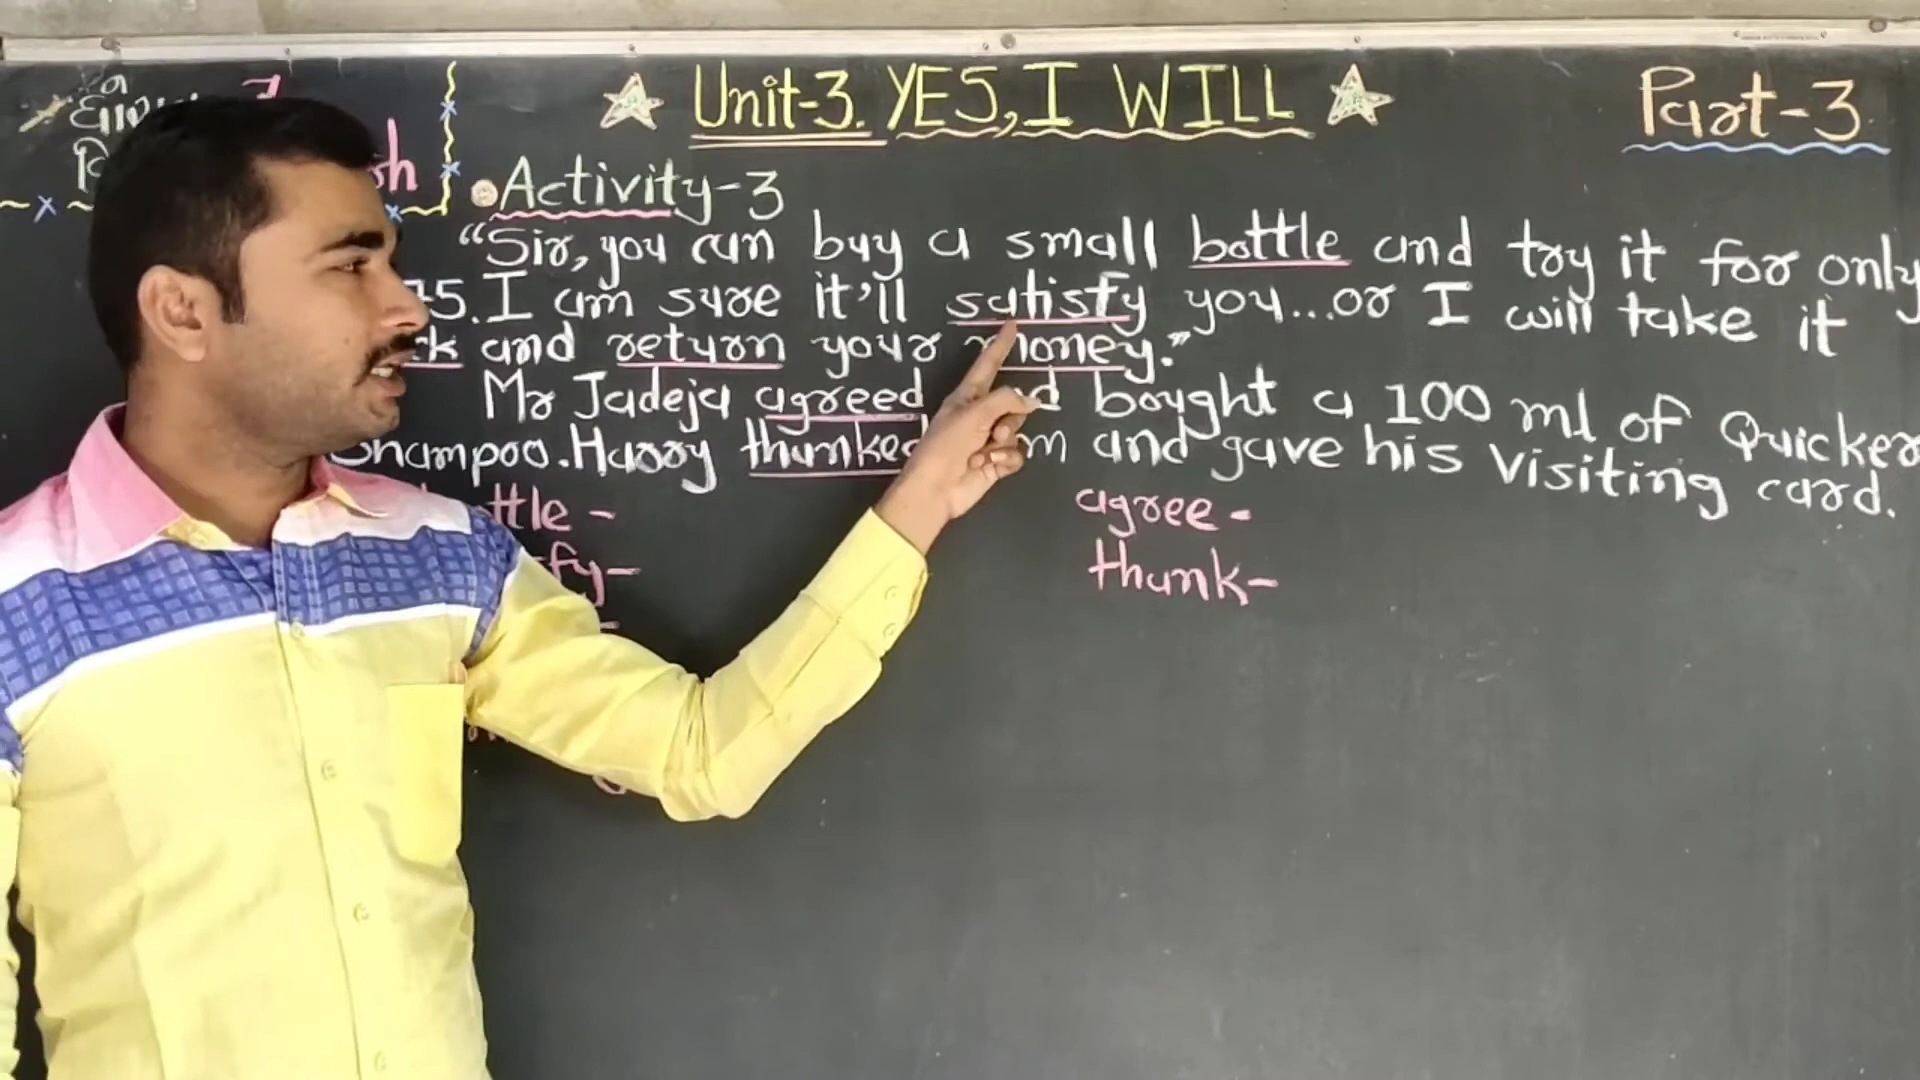 Unit-3. YES, I WILL
Part-3
Activity-3
"Sir, you can buy a small bottle and try it for only
75. I am sure it'll satisfy you...or I will take it
and return your money."
Mr Jadeja agreed bought a 100 ml of Quicker
Shampoo. Harry thanked and gave his visiting card.
agree -
thank-